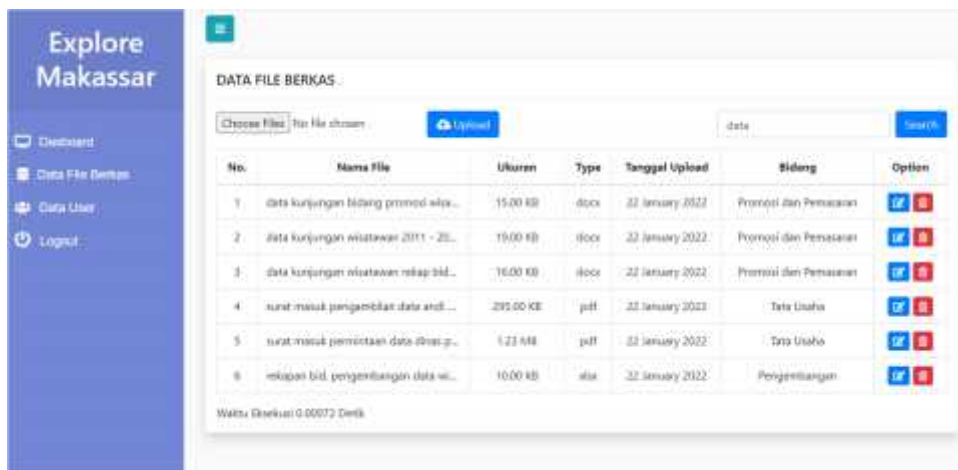 Explore
Makassar
Dashboard
Data File Berkas
Data User
Logout
DATA FILE BERKAS
Choose Files No file chosen Upload data Search
No. Nama File Ukuran Type Tanggal Upload Bidang Option
1 data kunjungan bidang promosi wisa... 15.00 KB docx 22 January 2022 Promosi dan Pemasaran
2 data kunjungan wisatawan 2011 - 20... 19.00 KB docx 22 January 2022 Promosi dan Pemasaran
3 data kunjungan wisatawan rekap bid... 16.00 KB docx 22 January 2022 Promosi dan Pemasaran
4 surat masuk pengambilan data andi ... 295.00 KB pdf 22 January 2022 Tata Usaha
5 surat masuk permintaan data dinas p... 1.23 MB pdf 22 January 2022 Tata Usaha
6 rekapan bid. pengembangan data wi... 10.00 KB xlsx 22 January 2022 Pengembangan
Waktu Eksekusi 0.00072 Detik